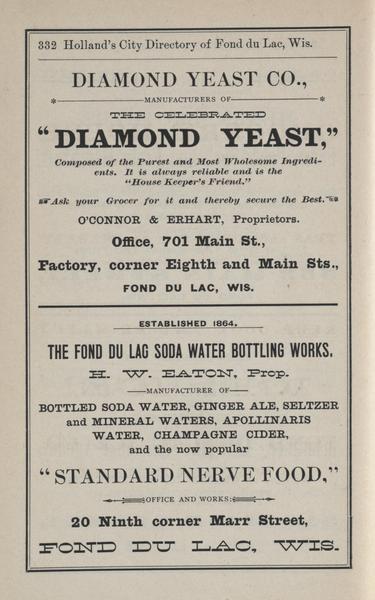 332 Holland's City Directory of Fond du Lac, Wis.
DIAMOND YEAST CO.,
MANUFACTURERS OF
THE CELEBRATED
"DIAMOND YEAST,"
Composed of the Purest and Most Wholesome Ingredi-
ents. It is always reliable and is the
"House Keeper's Friend."
Ask your Grocer for it and thereby secure the Best.
O'CONNOR & ERHART, Proprietors.
Office, 701 Main St.,
Factory, corner Eighth and Main Sts.,
FOND DU LAC, WIS.
ESTABLISHED 1864.
THE FOND DU LAC SODA WATER BOTTLING WORKS.
H. W. EATON, Prop.
MANUFACTURER OF
BOTTLED SODA WATER, GINGER ALE, SELTZER
and MINERAL WATERS, APOLLINARIS
WATER, CHAMPAGNE CIDER,
and the now popular
"STANDARD NERVE FOOD,"
OFFICE AND WORKS:
20 Ninth corner Marr Street,
FOND DU LAC, WIS.